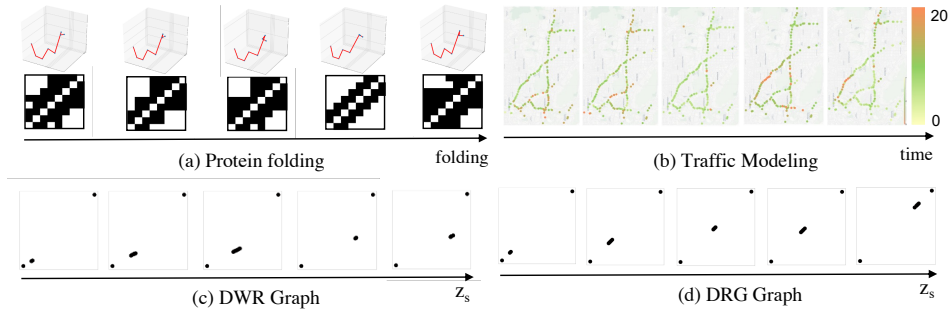 20
0
(a) Protein folding
folding
(b) Traffic Modeling
time
(c) DWR Graph
z_s
(d) DRG Graph
z_s